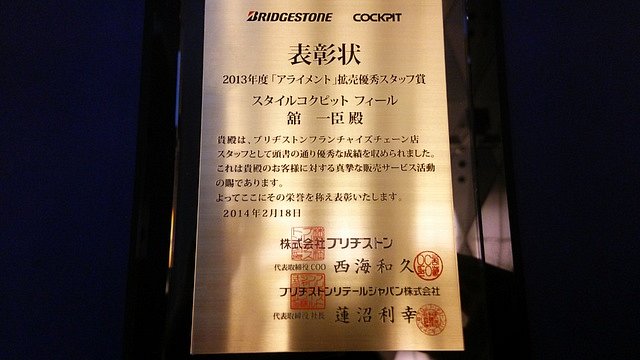 BRIDGESTONE COCKPIT
表彰状
2013年度「アライメント」拡売優秀スタッフ賞
スタイルコクピット フィール
舘 一臣 殿
貴殿は、ブリヂストンフランチャイズチェーン店
スタッフとして頭書の通り優秀な成績を収められました。
これは貴殿のお客様に対する真摯な販売サービス活動
の賜であります。
よってここにその栄誉を称え表彰いたします。
2014年2月18日
株式会社ブリヂストン
代表取締役COO 西海和久
ブリヂストンリテールジャパン株式会社
代表取締役社長 蓮沼利幸